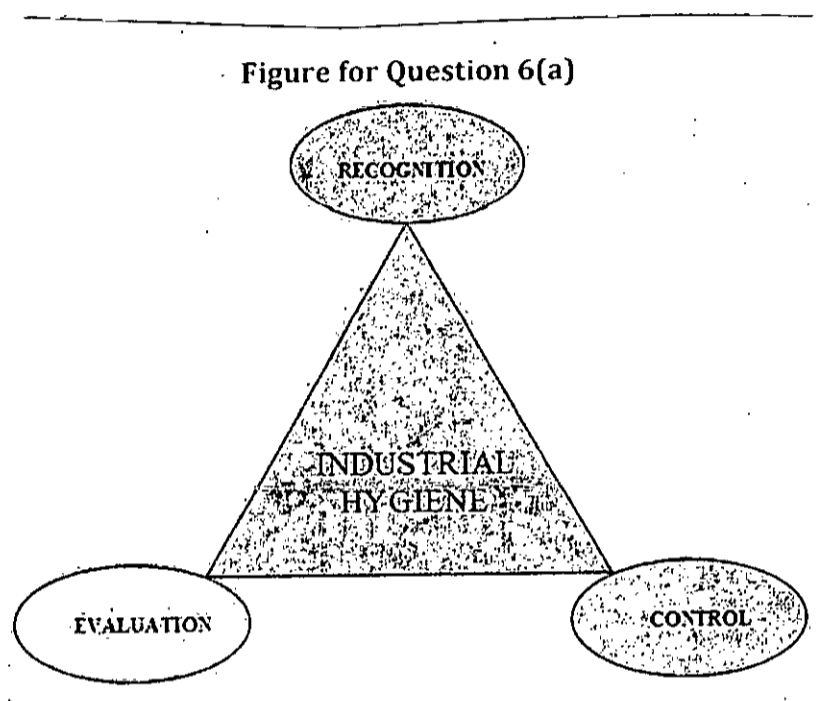 Figure for Question 6(a)
RECOGNITION
INDUSTRIAL
HYGIENE
EVALUATION
CONTROL